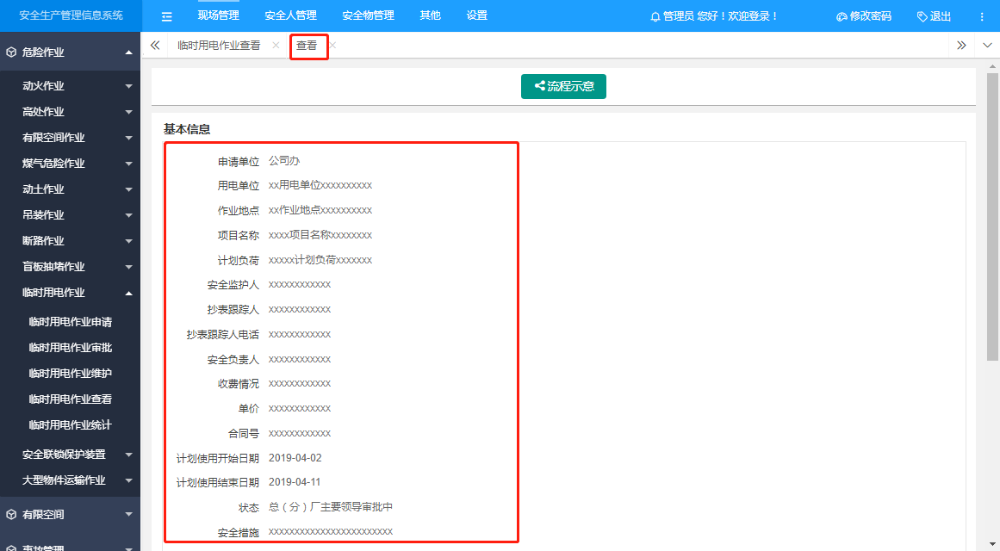 安全生产管理信息系统
现场管理 安全人管理 安全物管理 其他 设置 管理员 您好！欢迎登录！ 修改密码 退出
临时用电作业查看 查看
危险作业
动火作业
高处作业
有限空间作业
煤气危险作业
动土作业
吊装作业
断路作业
盲板抽堵作业
临时用电作业
临时用电作业申请
临时用电作业审批
临时用电作业维护
临时用电作业查看
临时用电作业统计
安全联锁保护装置
大型物件运输作业
有限空间
事故管理
流程示意
基本信息
申请单位 公司办
用电单位 xx用电单位xxxxxxxxxx
作业地点 xx作业地点xxxxxxxxxx
项目名称 xxxx项目名称xxxxxxxx
计划负荷 xxxxx计划负荷xxxxxxx
安全监护人 xxxxxxxxxxxx
抄表跟踪人 xxxxxxxxxxxx
抄表跟踪人电话 xxxxxxxxxxxx
安全负责人 xxxxxxxxxxxx
收费情况 xxxxxxxxxxxx
单价 xxxxxxxxxxxx
合同号 xxxxxxxxxxxx
计划使用开始日期 2019-04-02
计划使用结束日期 2019-04-11
状态 总（分）厂主要领导审批中
安全措施 xxxxxxxxxxxxxxxxxxxxxxxx